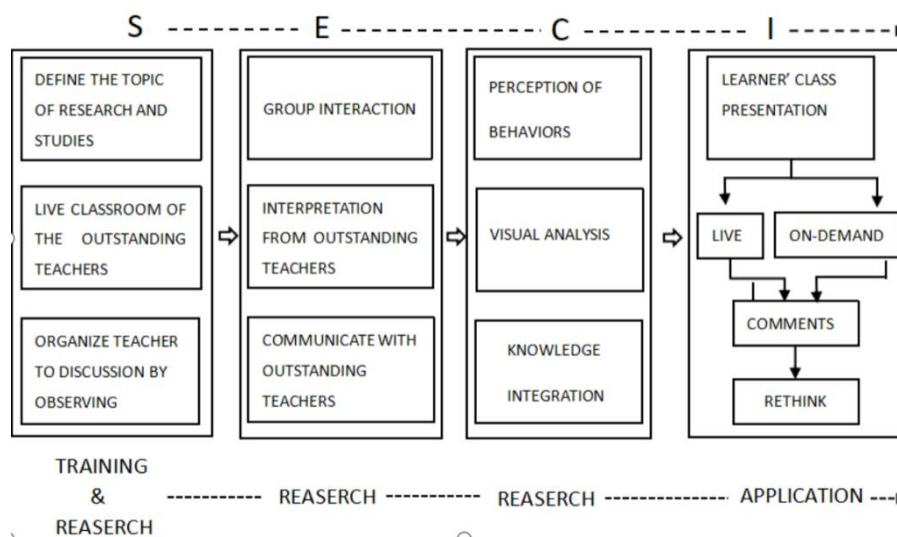 S
E
C
I
DEFINE THE TOPIC
OF RESEARCH AND
STUDIES
LIVE CLASSROOM OF
THE OUTSTANDING
TEACHERS
ORGANIZE TEACHER
TO DISCUSSION BY
OBSERVING
GROUP INTERACTION
INTERPRETATION
FROM OUTSTANDING
TEACHERS
COMMUNICATE WITH
OUTSTANDING
TEACHERS
PERCEPTION OF
BEHAVIORS
VISUAL ANALYSIS
KNOWLEDGE
INTEGRATION
LEARNER' CLASS
PRESENTATION
LIVE
ON-DEMAND
COMMENTS
RETHINK
TRAINING
&
REASERCH
REASERCH
REASERCH
APPLICATION